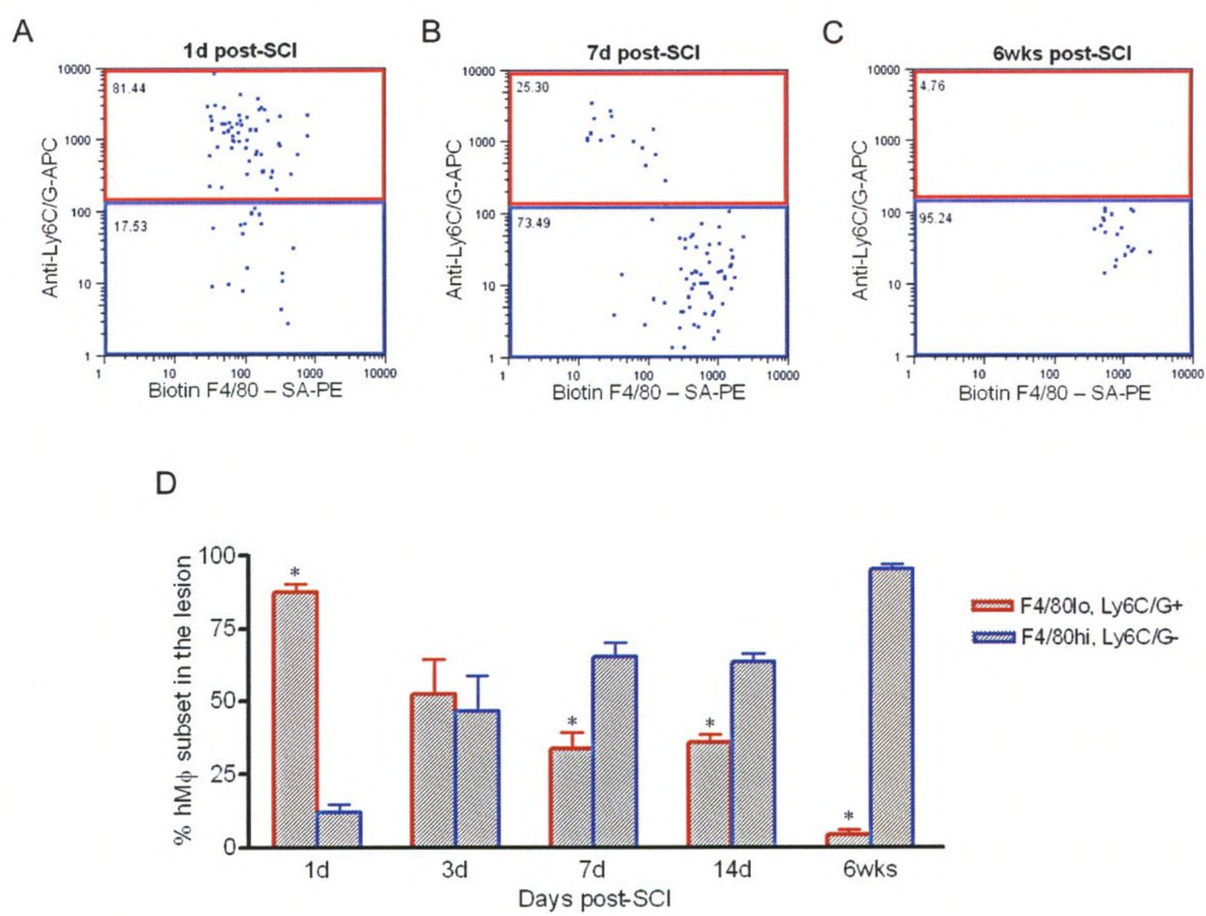 A
1d post-SCI
10000
1000
100
10
1
81.44
17.53
Anti-Ly6C/G-APC
1 10 100 1000 10000
Biotin F4/80 – SA-PE
B
7d post-SCI
10000
1000
100
10
1
25.30
73.49
Anti-Ly6C/G-APC
1 10 100 1000 10000
Biotin F4/80 – SA-PE
C
6wks post-SCI
10000
1000
100
10
1
4.76
95.24
Anti-Ly6C/G-APC
1 10 100 1000 10000
Biotin F4/80 – SA-PE
D
% hMϕ subset in the lesion
100
75
50
25
0
* * * *
1d 3d 7d 14d 6wks
Days post-SCI
F4/80lo, Ly6C/G+
F4/80hi, Ly6C/G-